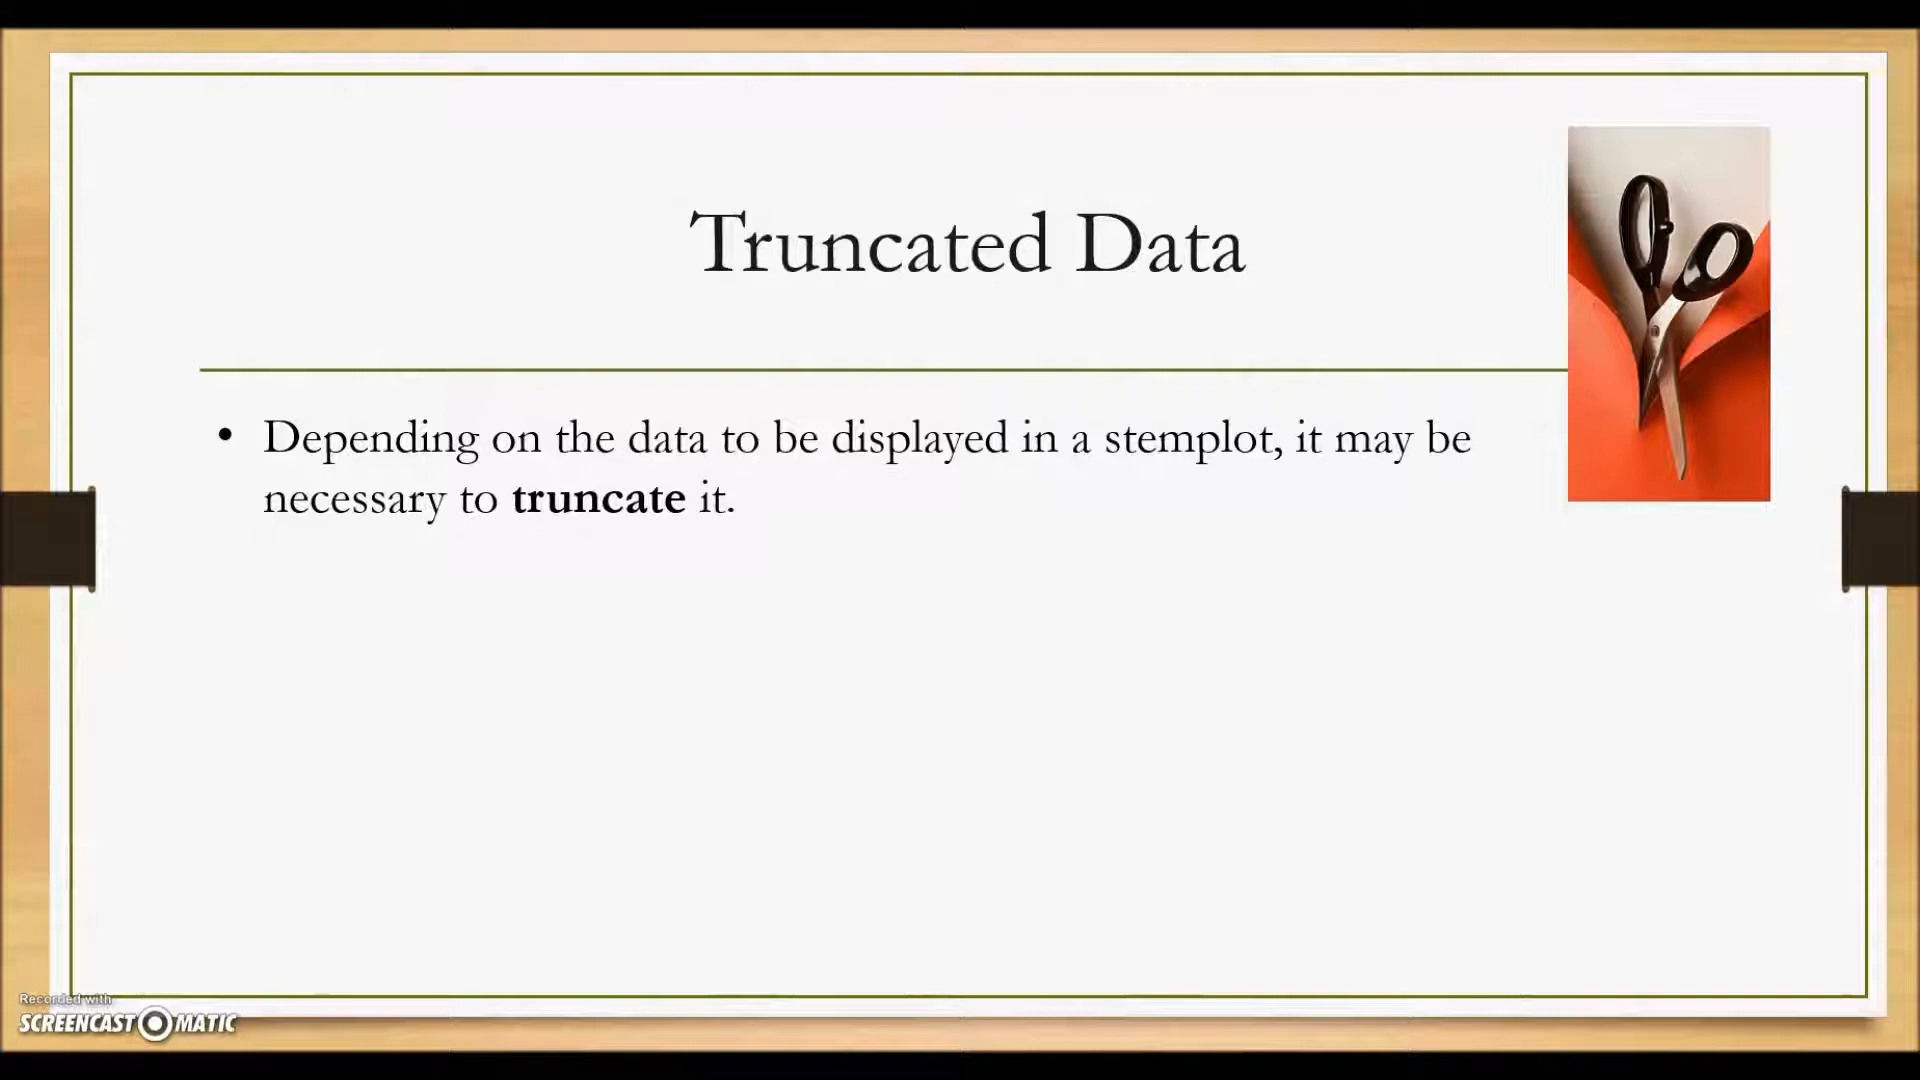 Truncated Data
• Depending on the data to be displayed in a stemplot, it may be
necessary to truncate it.
Recorded with
SCREENCAST O MATIC